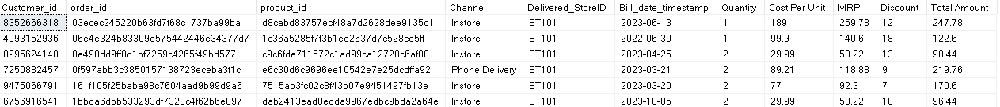 Customer_id order_id product_id Channel Delivered_StoreID Bill_date_timestamp Quantity Cost Per Unit MRP Discount Total Amount
8352666318 03ecec245220b63fd7f68c1737ba99ba d8cabd83757ecf48a7d2628dee9135c1 Instore ST101 2023-06-13 1 189 259.78 12 247.78
4093152936 06e4e324b83309e575442446e34377d7 1c36a5285f7f3b1ed2637d7c528ce5ff Instore ST101 2022-06-30 1 99.9 140.6 18 122.6
8995624148 0e490dd9ff8d1bf7259c4265f49bd577 c9c6fde711572c1ad99ca12728c6af00 Instore ST101 2023-04-25 2 29.99 58.22 13 90.44
7250882457 0f597abb3c3850157138723eceba3f1c e6c30d6c9696ee10542e7e25dcdffa92 Phone Delivery ST101 2023-03-21 2 89.21 118.88 9 219.76
9475066791 161f105f25baba98c7604aad9b99d9a6 7515ab3fc02c8f43b07e9451497fb13e Instore ST101 2023-03-20 2 77 92.3 7 170.6
6756916541 1bbda6dbb533293df7320c4f62b6e897 dab2413ead0edda9967edbc9bda2a64e Instore ST101 2023-10-05 2 29.99 58.22 10 96.44